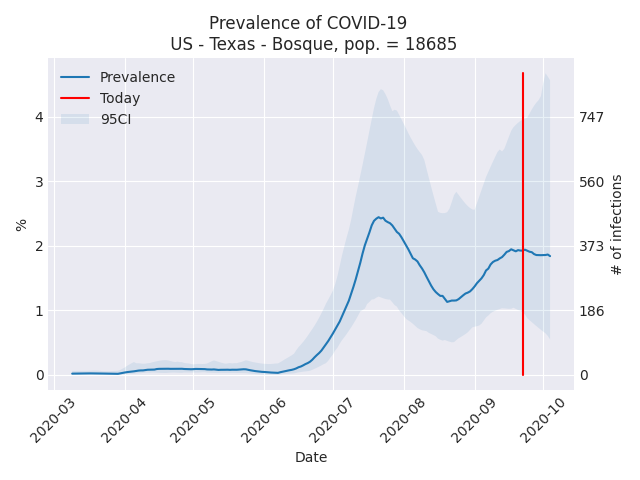 Prevalence of COVID-19
US - Texas - Bosque, pop. = 18685
Prevalence
Today
95CI
%
4
3
2
1
0
747
560
373
186
0
# of infections
2020-03
2020-04
2020-05
2020-06
2020-07
2020-08
2020-09
2020-10
Date